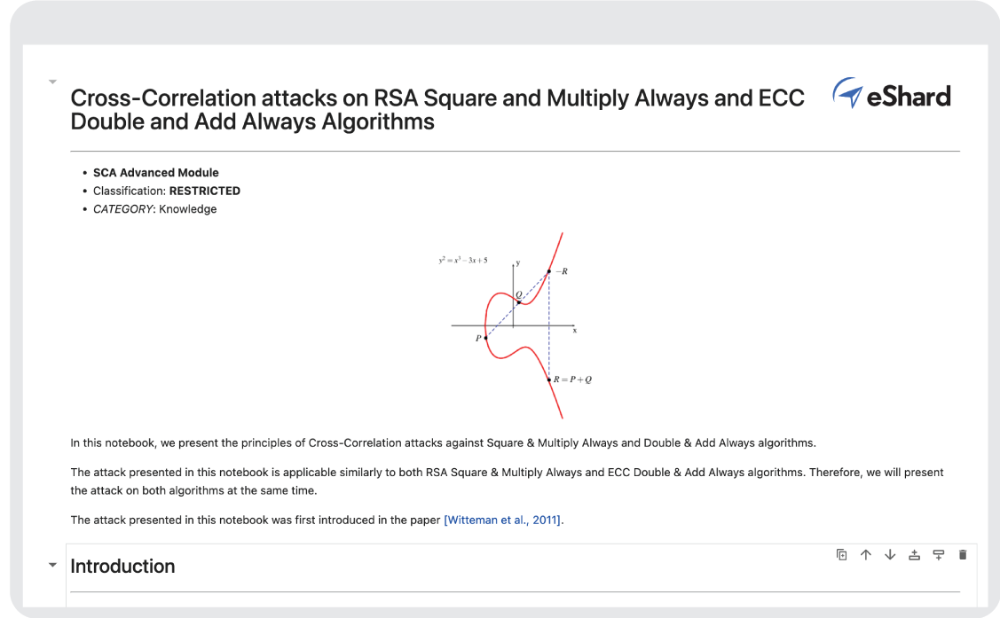 Cross-Correlation attacks on RSA Square and Multiply Always and ECC
Double and Add Always Algorithms
eShard
• SCA Advanced Module
• Classification: RESTRICTED
• CATEGORY: Knowledge
y² = x³ − 3x + 5
y
−R
Q
x
P
R = P + Q
In this notebook, we present the principles of Cross-Correlation attacks against Square & Multiply Always and Double & Add Always algorithms.
The attack presented in this notebook is applicable similarly to both RSA Square & Multiply Always and ECC Double & Add Always algorithms. Therefore, we will present
the attack on both algorithms at the same time.
The attack presented in this notebook was first introduced in the paper [Witteman et al., 2011].
Introduction